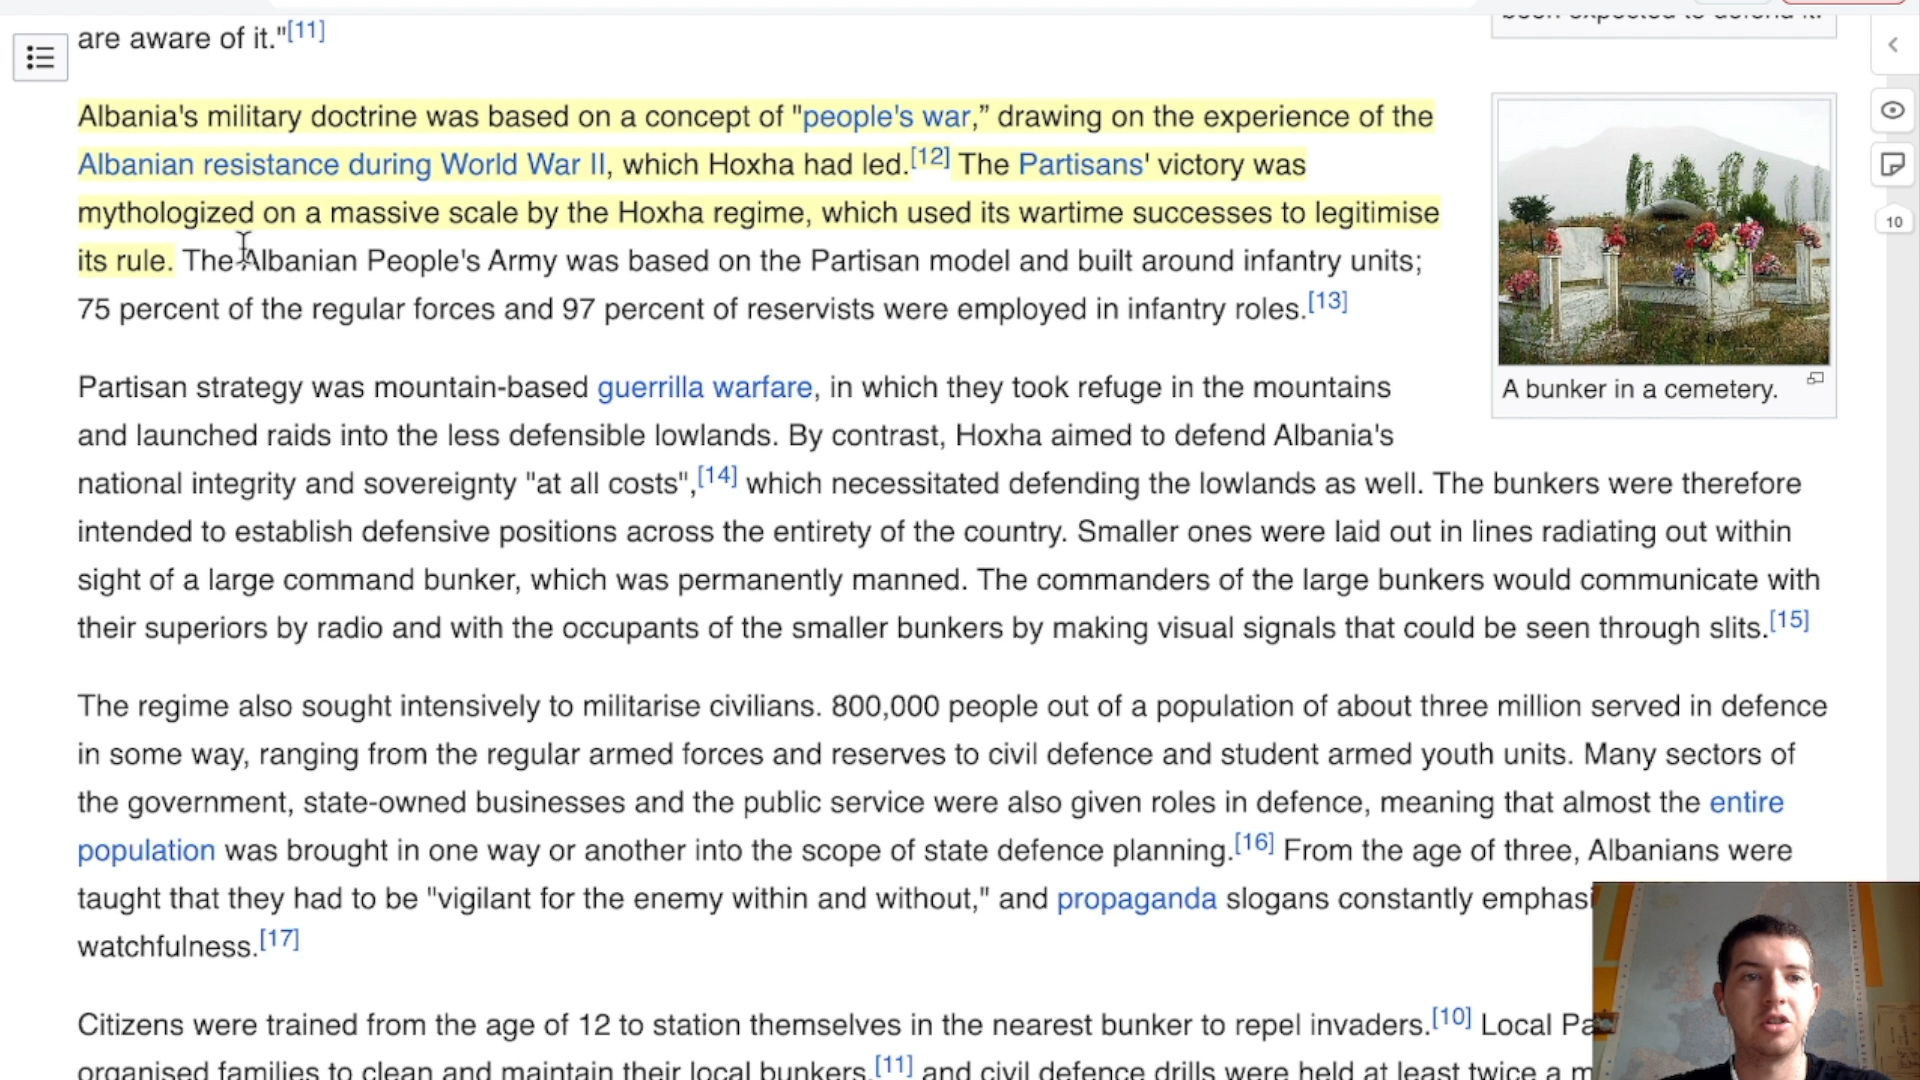 been expected to defend it.
are aware of it."[11]
Albania's military doctrine was based on a concept of "people's war,” drawing on the experience of the
Albanian resistance during World War II, which Hoxha had led.[12] The Partisans' victory was
mythologized on a massive scale by the Hoxha regime, which used its wartime successes to legitimise
its rule. The Albanian People's Army was based on the Partisan model and built around infantry units;
75 percent of the regular forces and 97 percent of reservists were employed in infantry roles.[13]
10
A bunker in a cemetery.
Partisan strategy was mountain-based guerrilla warfare, in which they took refuge in the mountains
and launched raids into the less defensible lowlands. By contrast, Hoxha aimed to defend Albania's
national integrity and sovereignty "at all costs",[14] which necessitated defending the lowlands as well. The bunkers were therefore
intended to establish defensive positions across the entirety of the country. Smaller ones were laid out in lines radiating out within
sight of a large command bunker, which was permanently manned. The commanders of the large bunkers would communicate with
their superiors by radio and with the occupants of the smaller bunkers by making visual signals that could be seen through slits.[15]
The regime also sought intensively to militarise civilians. 800,000 people out of a population of about three million served in defence
in some way, ranging from the regular armed forces and reserves to civil defence and student armed youth units. Many sectors of
the government, state-owned businesses and the public service were also given roles in defence, meaning that almost the entire
population was brought in one way or another into the scope of state defence planning.[16] From the age of three, Albanians were
taught that they had to be "vigilant for the enemy within and without," and propaganda slogans constantly emphasi
watchfulness.[17]
Citizens were trained from the age of 12 to station themselves in the nearest bunker to repel invaders.[10] Local Pa
organised families to clean and maintain their local bunkers,[11] and civil defence drills were held at least twice a m